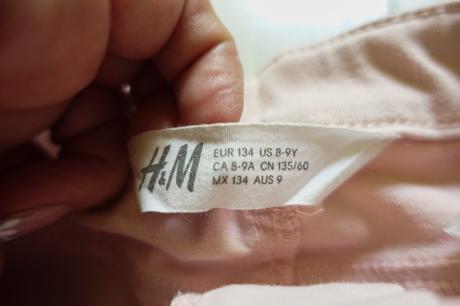 H&M
EUR 134 US 8-9Y
CA 8-9A CN 135/60
MX 134 AUS 9